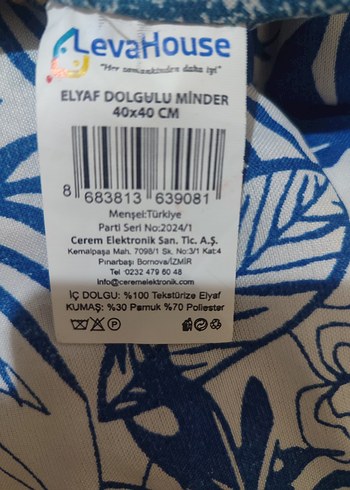 LevaHouse
"Her zamankinden daha iyi"
ELYAF DOLGULU MİNDER
40x40 CM
8 683813 639081
Menşei:Türkiye
Parti Seri No:2024/1
Cerem Elektronik San. Tic. A.Ş.
Kemalpaşa Mah. 7098/1 Sk. No:3/1 Kat:4
Pınarbaşı Bornova/İZMİR
Tel :0232 479 60 48
info@ceremelektronik.com
İÇ DOLGU: %100 Tekstürize Elyaf
KUMAŞ: %30 Pamuk %70 Poliester